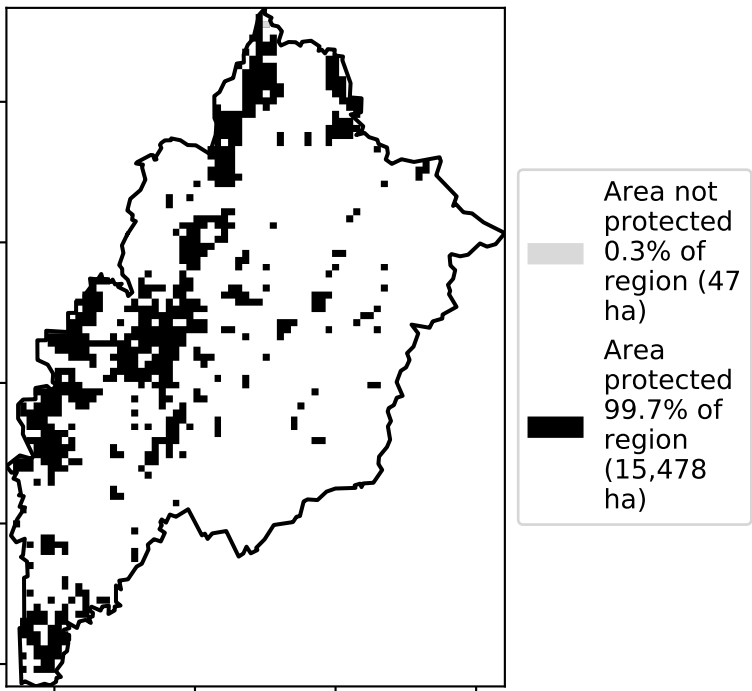 Area not
protected
0.3% of
region (47
ha)
Area
protected
99.7% of
region
(15,478
ha)